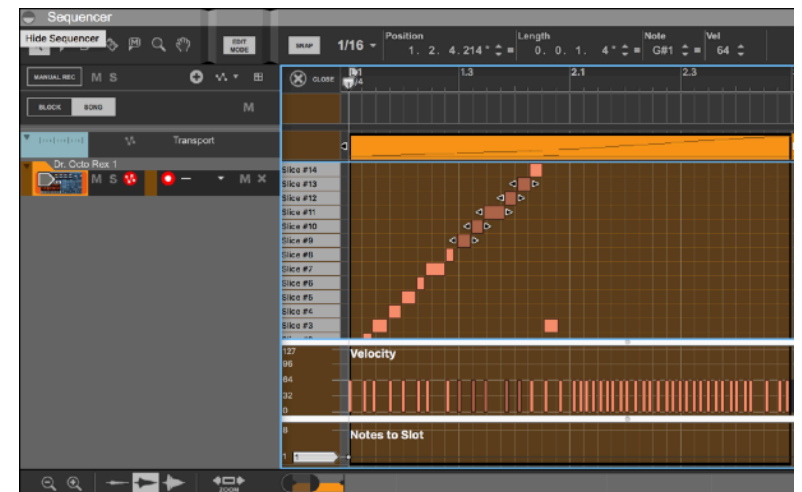 Sequencer
Hide Sequencer
EDIT MODE
SNAP
1/16
Position
1. 2. 4.214*
Length
0. 0. 1. 4*
Note
G#1
Vel
64
MANUAL REC M S
CLOSE
/4
1.3
2.1
2.3
BLOCK SONG M
Transport
Dr. Octo Rex 1
M S
M
Slice #14
Slice #13
Slice #12
Slice #11
Slice #10
Slice #9
Slice #8
Slice #7
Slice #6
Slice #5
Slice #4
Slice #3
127
96
64
32
0
Velocity
8
Notes to Slot
1
1
ZOOM